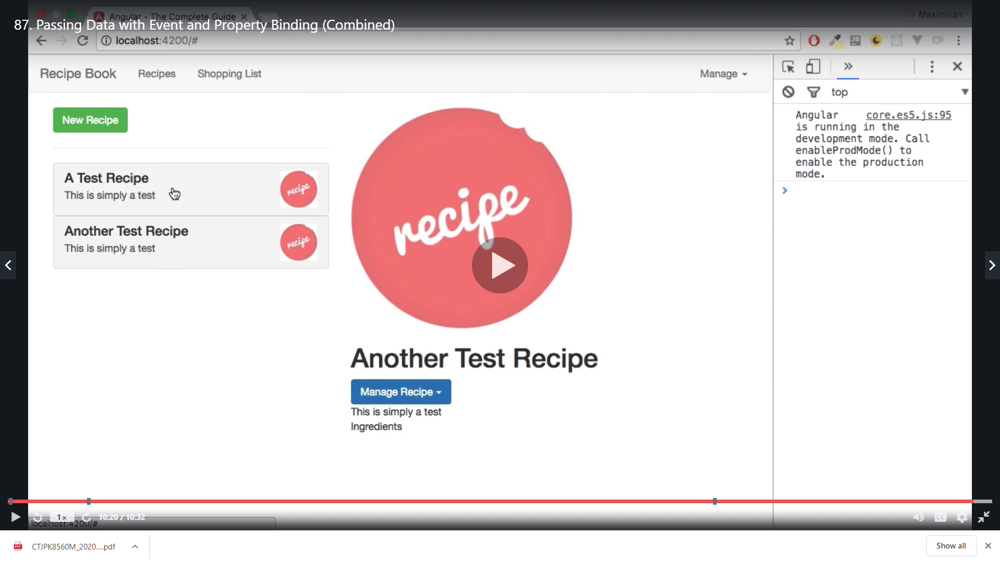 Angular - The Complete Guide
Maximilian
87. Passing Data with Event and Property Binding (Combined)
localhost:4200/#
JB
Recipe Book
Recipes
Shopping List
Manage
top
New Recipe
Angular core.es5.js:95
is running in the
development mode. Call
enableProdMode() to
enable the production
mode.
A Test Recipe
This is simply a test
recipe
Another Test Recipe
This is simply a test
recipe
recipe
Another Test Recipe
Manage Recipe
This is simply a test
Ingredients
1x
10:20 / 10:32
CC
localhost:4200/#
PDF
CTJPK8560M_2020....pdf
Show all